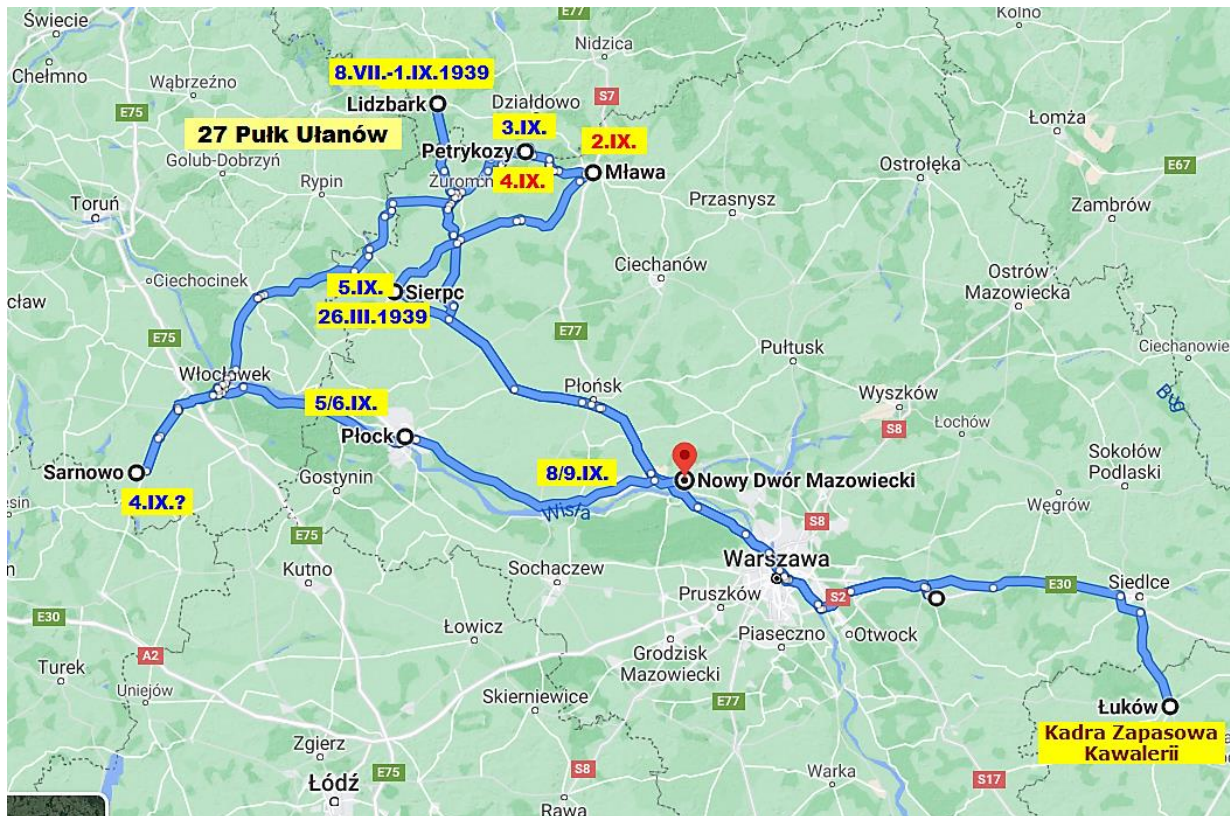 Świecie
E77
Kolno
Nidzica
Chełmno
Wąbrzeźno
8.VII.-1.IX.1939
S7
Lidzbark
Działdowo
E75
27 Pułk Ułanów
3.IX.
2.IX.
Łomża
Golub-Dobrzyń
Petrykozy
Ostrołęka
E67
Rypin
4.IX.
Mława
Toruń
Przasnysz
Zambrów
Ciechocinek
Ciechanów
Ostrów
Mazowiecka
5.IX.
Sierpc
26.III.1939
E77
E75
Pułtusk
Ciechanowie
Włocławek
Płońsk
Wyszków
Bug
5/6.IX.
S8
Łochów
Płock
Sokołów
Podlaski
Sarnowo
Gostynin
8/9.IX.
Nowy Dwór Mazowiecki
4.IX.?
Wisła
S8
Węgrów
E75
Warszawa
Kutno
Sochaczew
E30
Siedlce
Pruszków
S2
E30
Łowicz
Piaseczno
Otwock
A2
Grodzisk
Mazowiecki
Turek
Uniejów
Skierniewice
E77
Łuków
Kadra Zapasowa
Kawalerii
Zgierz
S8
Warka
S17
Łódź
E75
Rawa